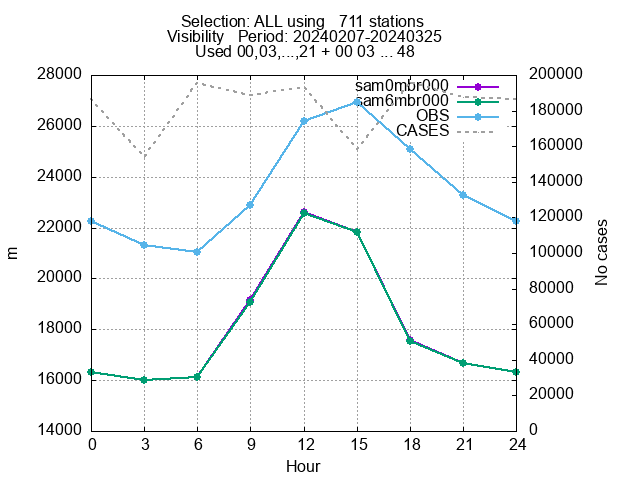 Selection: ALL using   711 stations
Visibility   Period: 20240207-20240325
Used 00,03,...,21 + 00 03 ... 48
sam0mbr000
sam6mbr000
OBS
CASES
28000
26000
24000
22000
20000
18000
16000
14000
m
200000
180000
160000
140000
120000
100000
80000
60000
40000
20000
0
No cases
0 3 6 9 12 15 18 21 24
Hour